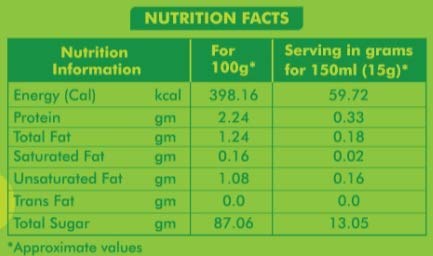 NUTRITION FACTS
Nutrition Information For 100g* Serving in grams for 150ml (15g)*
Energy (Cal) kcal 398.16 59.72
Protein gm 2.24 0.33
Total Fat gm 1.24 0.18
Saturated Fat gm 0.16 0.02
Unsaturated Fat gm 1.08 0.16
Trans Fat gm 0.0 0.0
Total Sugar gm 87.06 13.05
*Approximate values